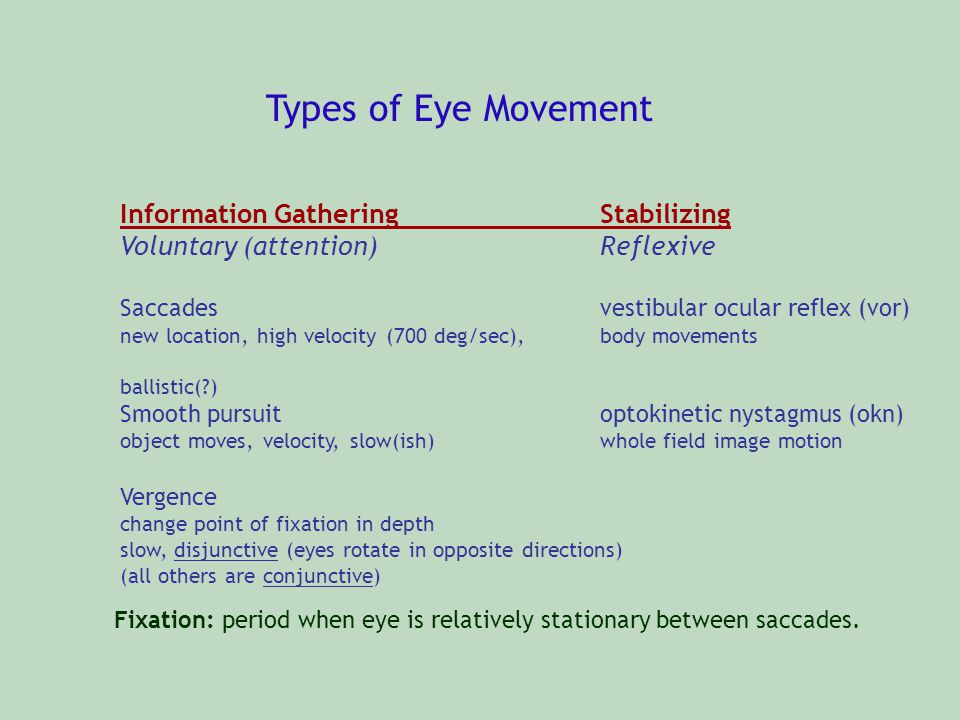 Types of Eye Movement
Information Gathering Stabilizing
Voluntary (attention) Reflexive
Saccades vestibular ocular reflex (vor)
new location, high velocity (700 deg/sec), body movements
ballistic(?)
Smooth pursuit optokinetic nystagmus (okn)
object moves, velocity, slow(ish) whole field image motion
Vergence
change point of fixation in depth
slow, disjunctive (eyes rotate in opposite directions)
(all others are conjunctive)
Fixation: period when eye is relatively stationary between saccades.